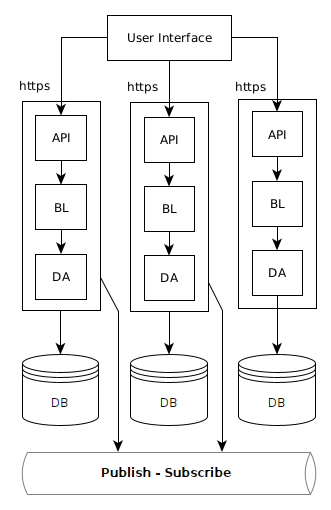 User Interface
https
https
https
API
API
API
BL
BL
BL
DA
DA
DA
DB
DB
DB
Publish - Subscribe